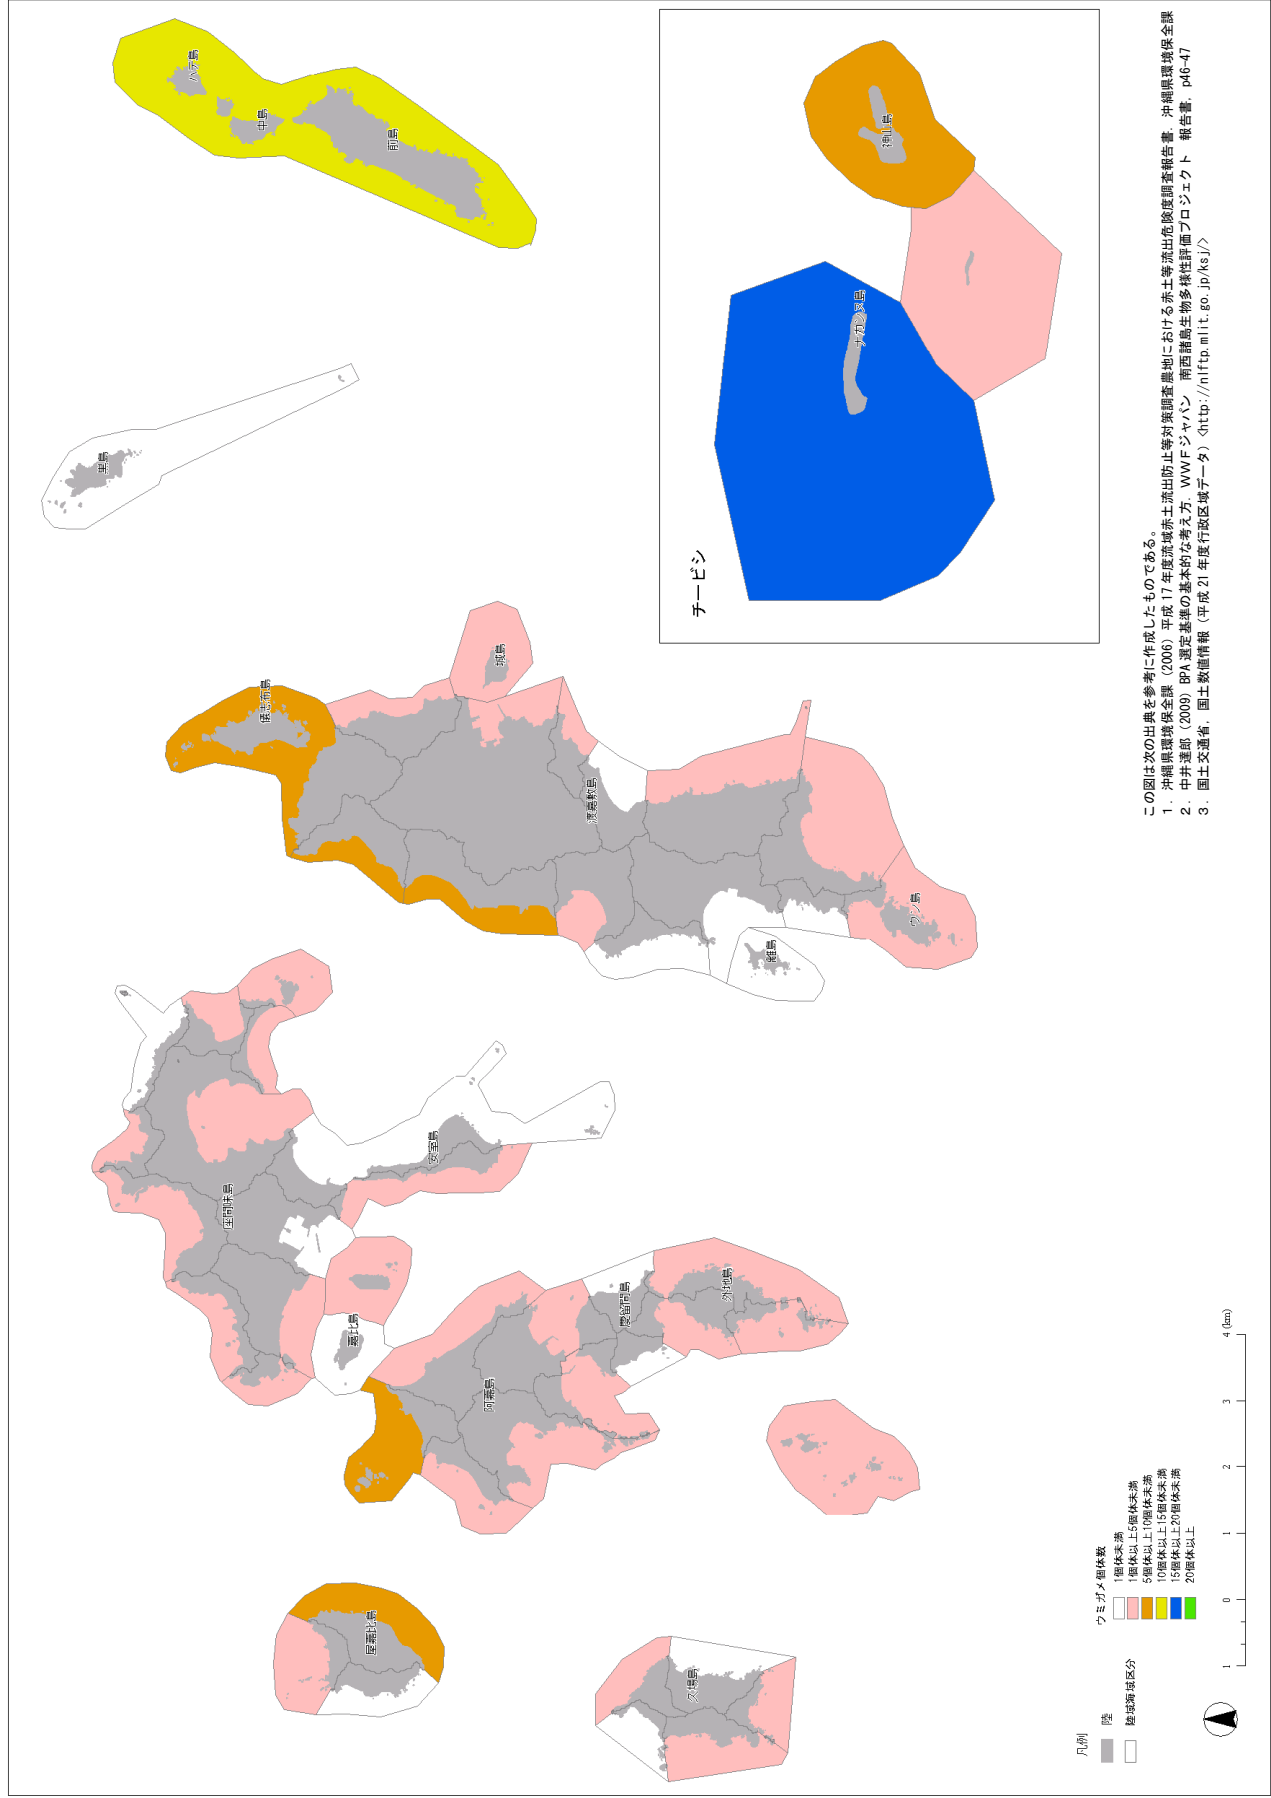 ハテ島
中島
前島
黒島
チービシ
神山島
ナガンヌ島
儀志布島
城島
渡嘉敷島
離島
ウン島
座間味島
安室島
嘉比島
阿嘉島
慶留間島
外地島
屋嘉比島
久場島
この図は次の出典を参考に作成したものである。
1. 沖縄県環境保全課（2006）平成17年度流域赤土流出防止等対策調査農地における赤土等流出危険度調査報告書．沖縄県環境保全課
2. 中井達郎（2009）BPA選定基準の基本的な考え方．WWFジャパン 南西諸島生物多様性評価プロジェクト 報告書．p46-47
3. 国土交通省．国土数値情報（平成21年度行政区域データ）<http://nlftp.mlit.go.jp/ksj/>
凡例
陸
陸域海域区分
ウミガメ個体数
1個体未満
1個体以上5個体未満
5個体以上10個体未満
10個体以上15個体未満
15個体以上20個体未満
20個体以上
1 0 1 2 3 4 (km)